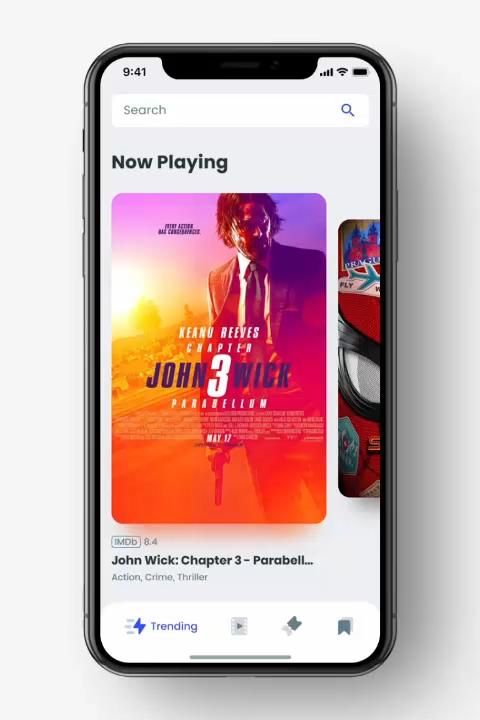 9:41
Search
Now Playing
EVERY ACTION
HAS CONSEQUENCES.
KEANU REEVES
CHAPTER
JOHN 3 WICK
PARABELLUM
MAY 17
FLY
IMDb 8.4
John Wick: Chapter 3 - Parabell...
Action, Crime, Thriller
Trending